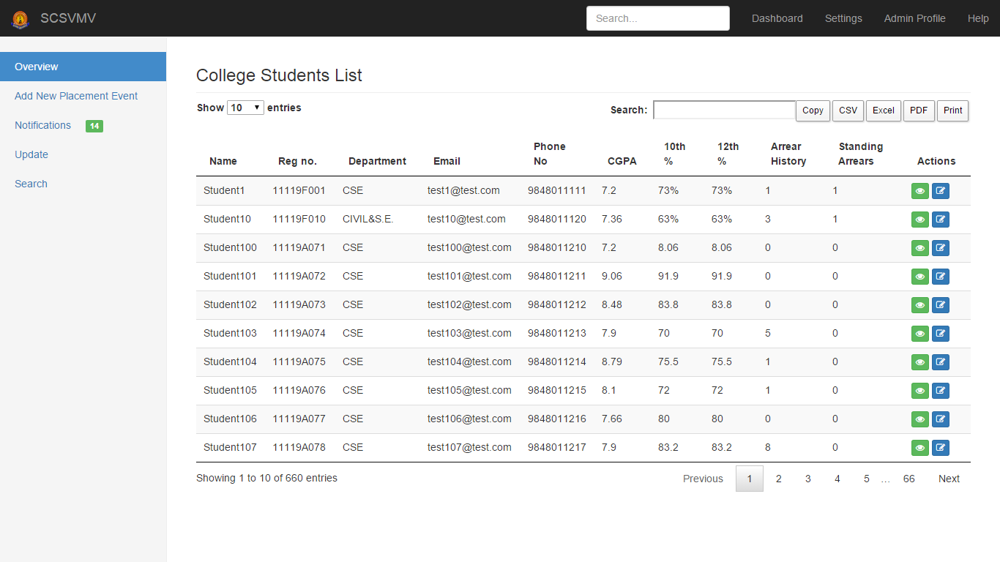 SCSVMV Search... Dashboard Settings Admin Profile Help
Overview
Add New Placement Event
Notifications 14
Update
Search
College Students List
Show 10 entries Search: Copy CSV Excel PDF Print
Name Reg no. Department Email Phone No CGPA 10th % 12th % Arrear History Standing Arrears Actions
Student1 11119F001 CSE test1@test.com 9848011111 7.2 73% 73% 1 1
Student10 11119F010 CIVIL&S.E. test10@test.com 9848011120 7.36 63% 63% 3 1
Student100 11119A071 CSE test100@test.com 9848011210 7.2 8.06 8.06 0 0
Student101 11119A072 CSE test101@test.com 9848011211 9.06 91.9 91.9 0 0
Student102 11119A073 CSE test102@test.com 9848011212 8.48 83.8 83.8 0 0
Student103 11119A074 CSE test103@test.com 9848011213 7.9 70 70 5 0
Student104 11119A075 CSE test104@test.com 9848011214 8.79 75.5 75.5 1 0
Student105 11119A076 CSE test105@test.com 9848011215 8.1 72 72 1 0
Student106 11119A077 CSE test106@test.com 9848011216 7.66 80 80 0 0
Student107 11119A078 CSE test107@test.com 9848011217 7.9 83.2 83.2 8 0
Showing 1 to 10 of 660 entries Previous 1 2 3 4 5 … 66 Next